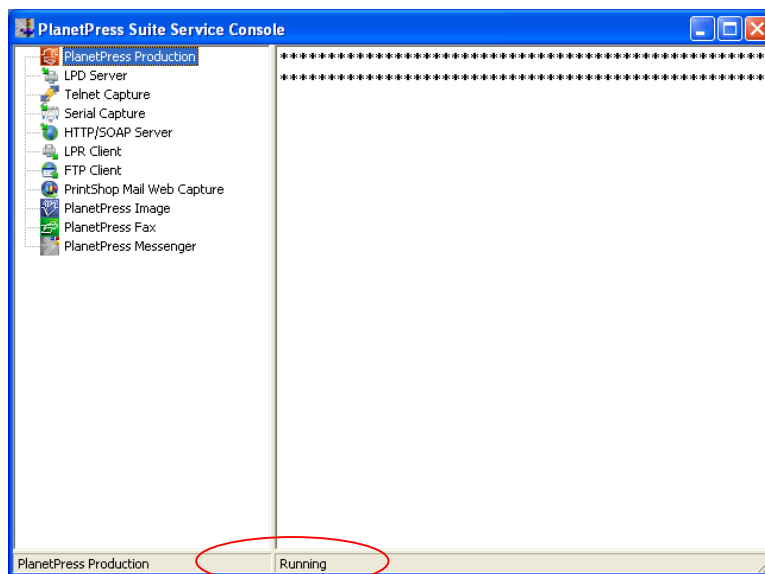 PlanetPress Suite Service Console
PlanetPress Production
LPD Server
Telnet Capture
Serial Capture
HTTP/SOAP Server
LPR Client
FTP Client
PrintShop Mail Web Capture
PlanetPress Image
PlanetPress Fax
PlanetPress Messenger
****************************************************
****************************************************
PlanetPress Production
Running